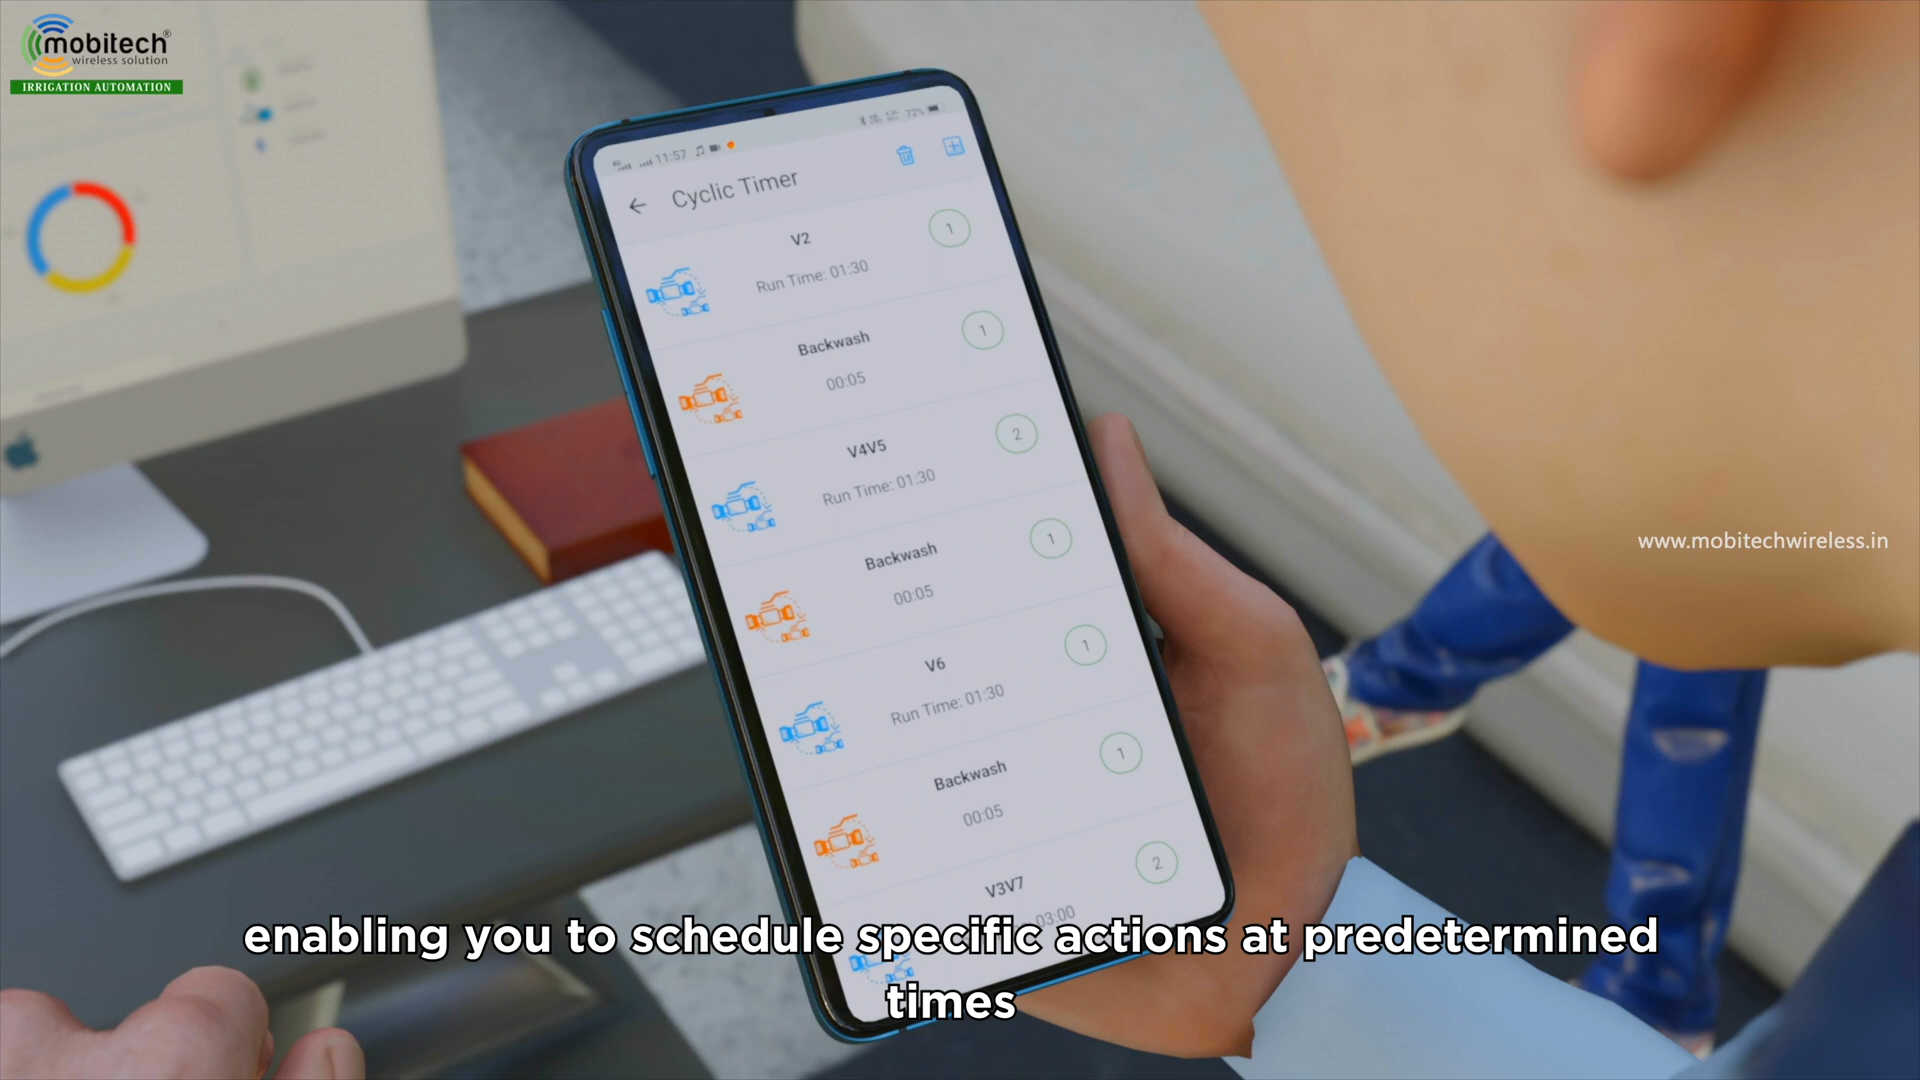 mobitech®
wireless solution
IRRIGATION AUTOMATION
11:57
72%
Cyclic Timer
V2
1
Run Time: 01:30
Backwash
1
00:05
V4V5
2
Run Time: 01:30
Backwash
1
00:05
V6
1
Run Time: 01:30
Backwash
1
00:05
V3V7
2
03:00
www.mobitechwireless.in
enabling you to schedule specific actions at predetermined
times